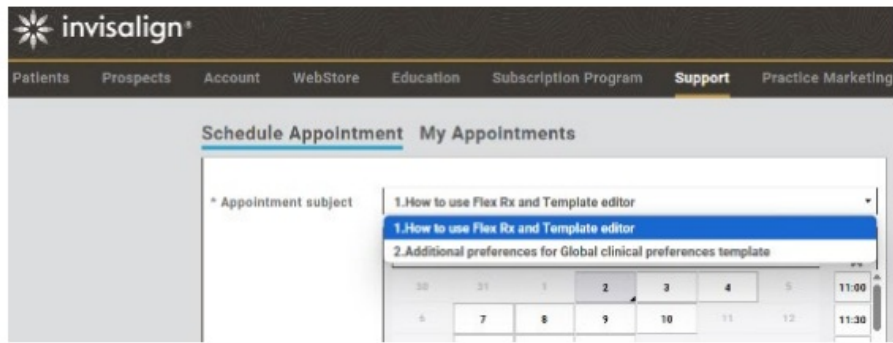 invisalign®
Patients Prospects Account WebStore Education Subscription Program Support Practice Marketing
Schedule Appointment My Appointments
* Appointment subject 1.How to use Flex Rx and Template editor
1.How to use Flex Rx and Template editor
2.Additional preferences for Global clinical preferences template
30 31 1 2 3 4 5 11:00
6 7 8 9 10 11 12 11:30